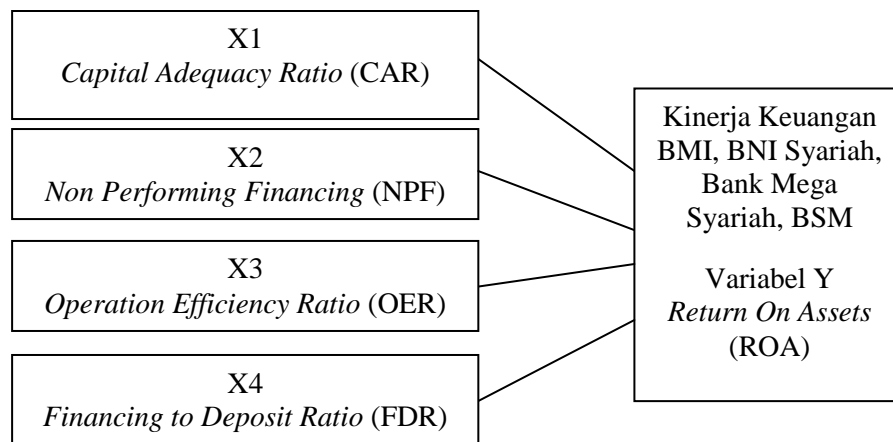 X1
Capital Adequacy Ratio (CAR)
X2
Non Performing Financing (NPF)
X3
Operation Efficiency Ratio (OER)
X4
Financing to Deposit Ratio (FDR)
Kinerja Keuangan
BMI, BNI Syariah,
Bank Mega
Syariah, BSM
Variabel Y
Return On Assets
(ROA)